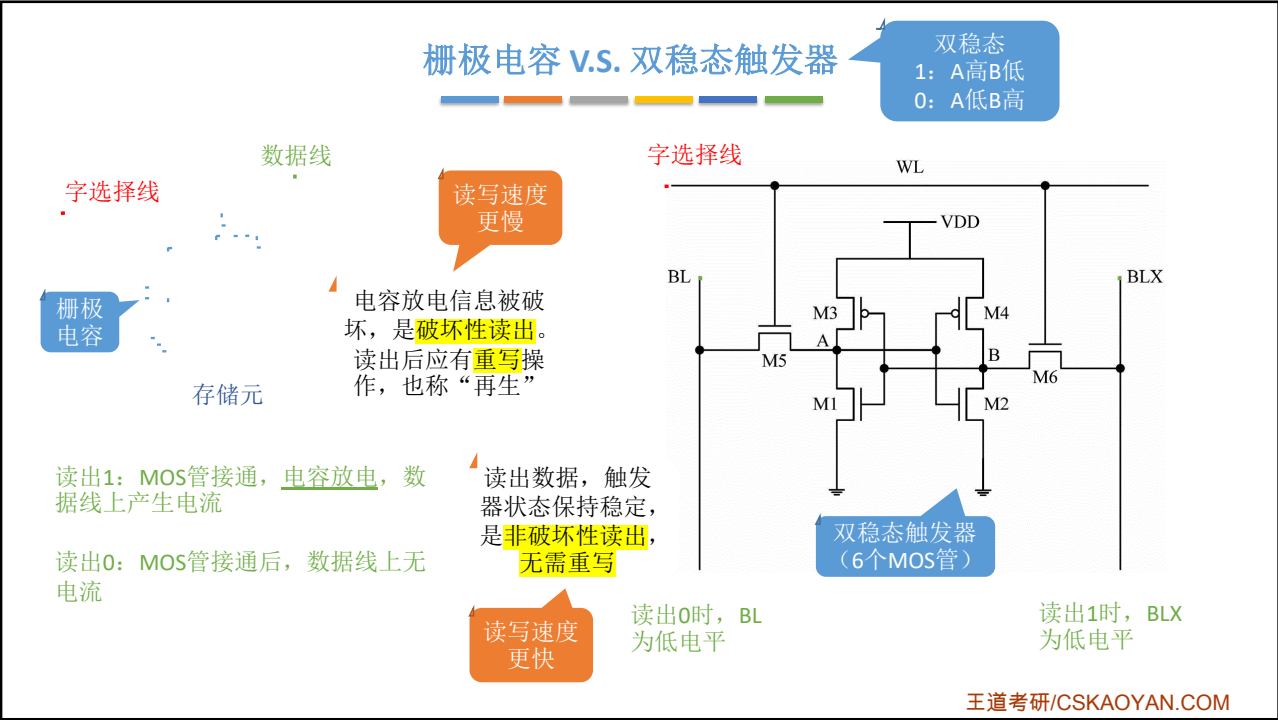 栅极电容 V.S. 双稳态触发器
双稳态
1：A高B低
0：A低B高
数据线
字选择线
栅极
电容
存储元
读写速度
更慢
电容放电信息被破
坏，是破坏性读出。
读出后应有重写操
作，也称“再生”
读出1：MOS管接通，电容放电，数
据线上产生电流
读出0：MOS管接通后，数据线上无
电流
读出数据，触发
器状态保持稳定，
是非破坏性读出，
无需重写
读写速度
更快
字选择线
WL
VDD
BL
BLX
M3
M4
A
B
M5
M6
M1
M2
双稳态触发器
（6个MOS管）
读出0时，BL
为低电平
读出1时，BLX
为低电平
王道考研/CSKAOYAN.COM